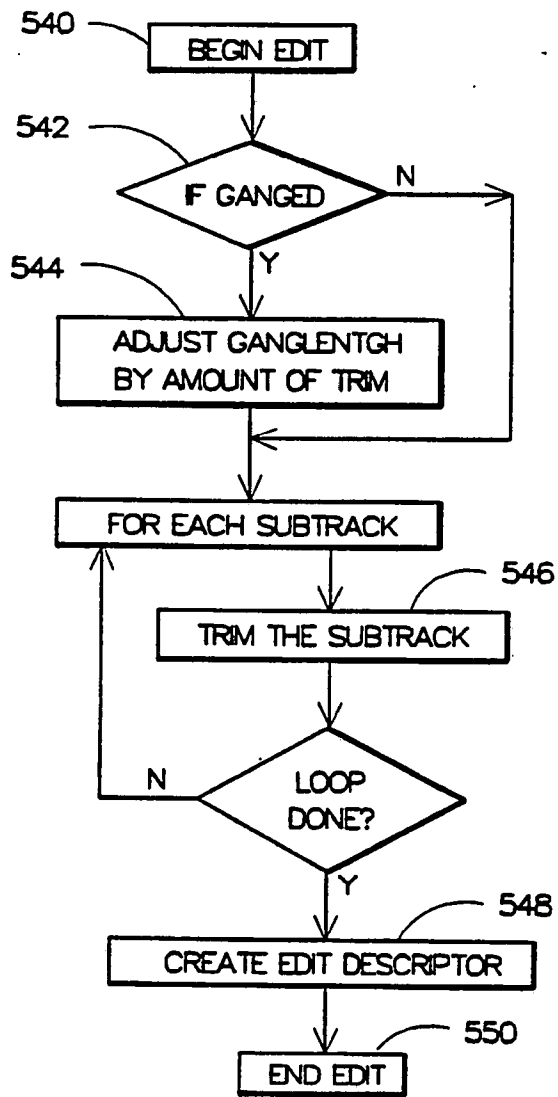 540
BEGIN EDIT
542
IF GANGED
N
Y
544
ADJUST GANGLENTGH
BY AMOUNT OF TRIM
FOR EACH SUBTRACK
546
TRIM THE SUBTRACK
N
LOOP
DONE?
Y
548
CREATE EDIT DESCRIPTOR
550
END EDIT